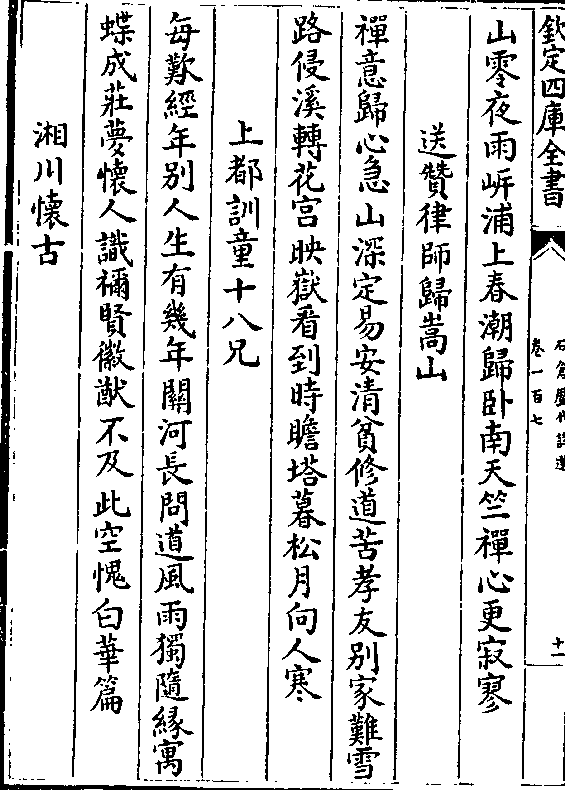 欽定四庫全書
石倉歷代詩選
卷一百七
十一
山零夜雨㟁浦上春潮歸卧南天竺禪心更寂寥
送贊律師歸嵩山
禪意歸心急山深定易安清貧修道苦孝友别家難雪
路侵溪轉花宫映嶽看到時瞻塔暮松月向人寒
上都訓童十八兄
每歎經年别人生有幾年關河長問道風雨獨隨緣寓
蝶成莊夢懷人識禰賢徽猷不及此空愧白華篇
湘川懷古